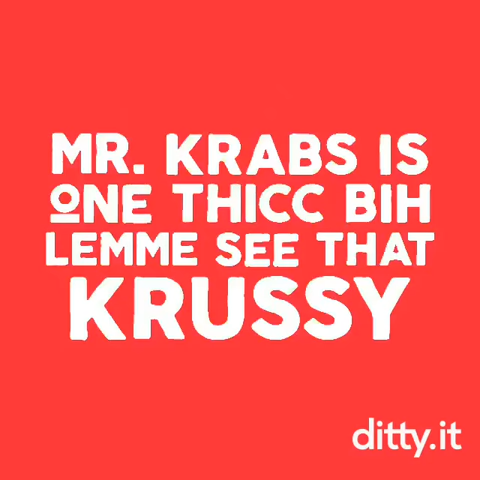 MR. KRABS IS
ONE THICC BIH
LEMME SEE THAT
KRUSSY
ditty.it